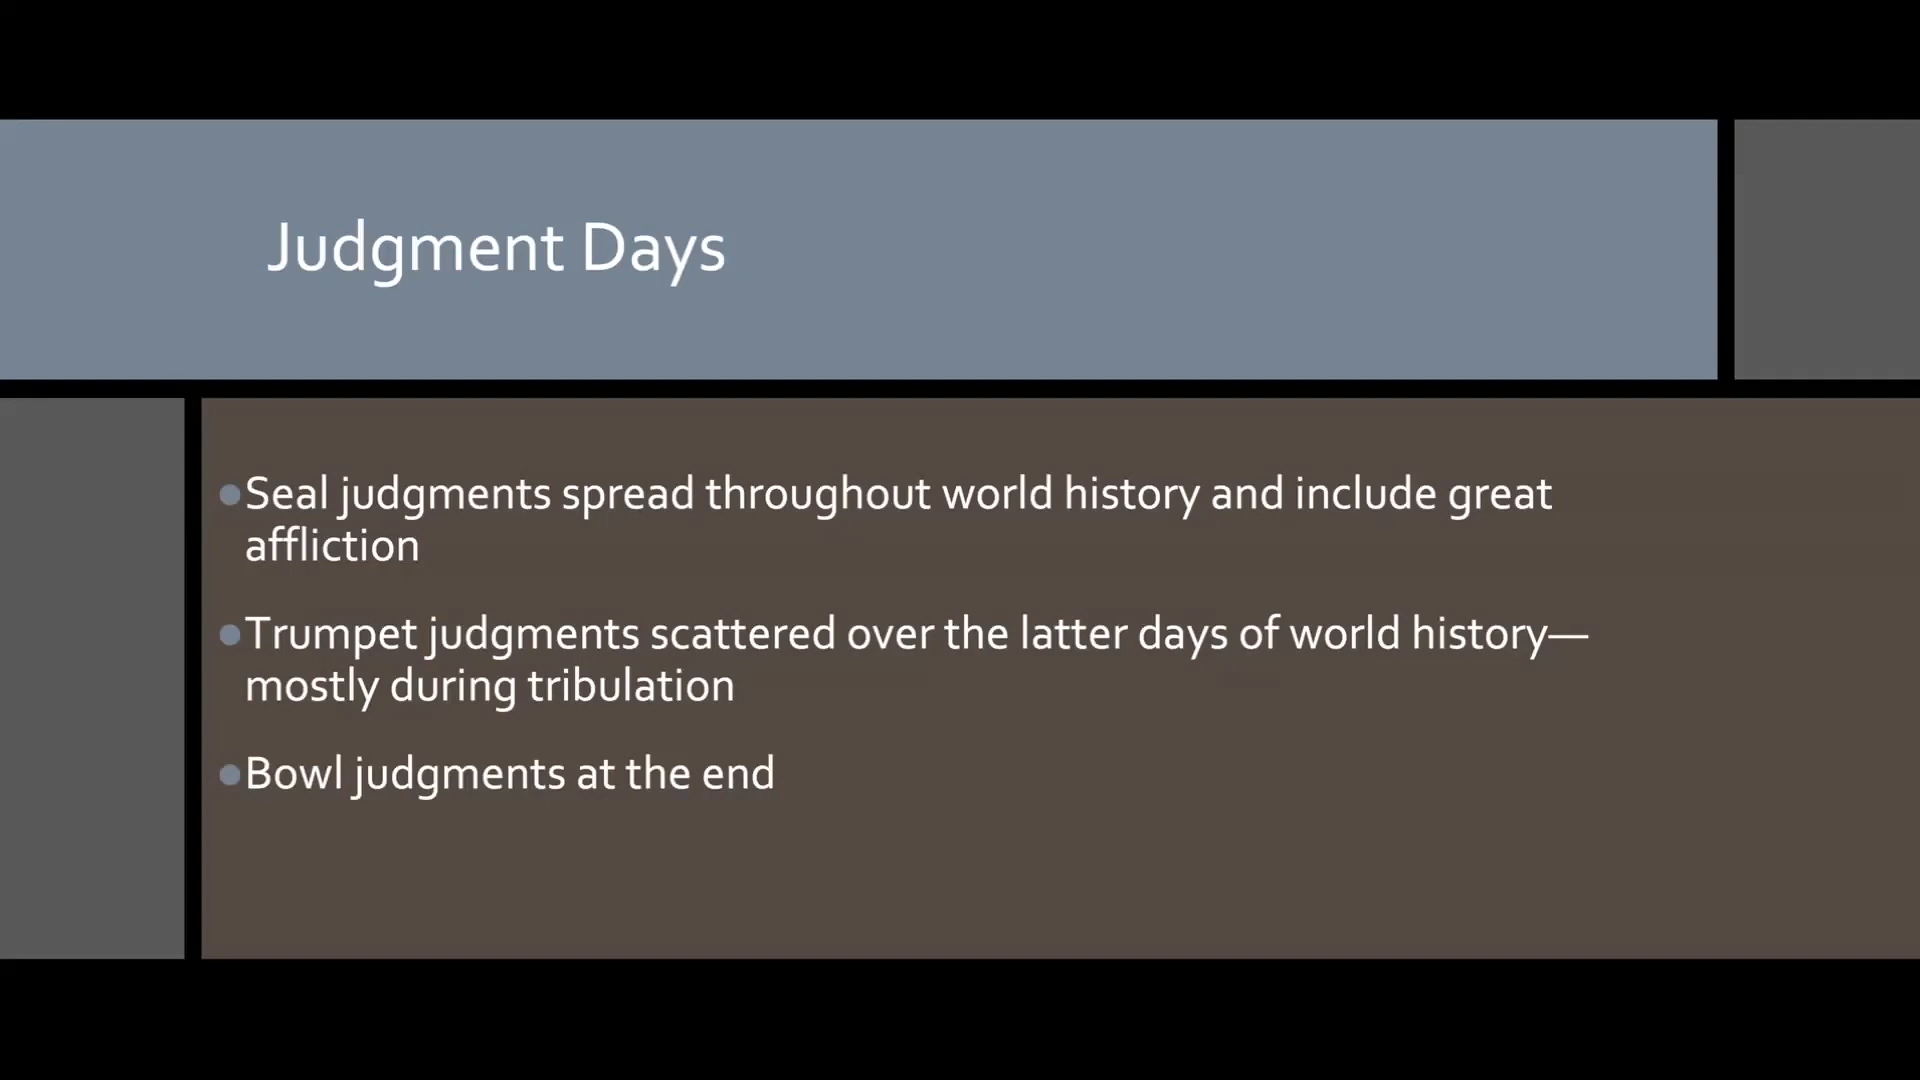 Judgment Days
Seal judgments spread throughout world history and include great
affliction
Trumpet judgments scattered over the latter days of world history—
mostly during tribulation
Bowl judgments at the end